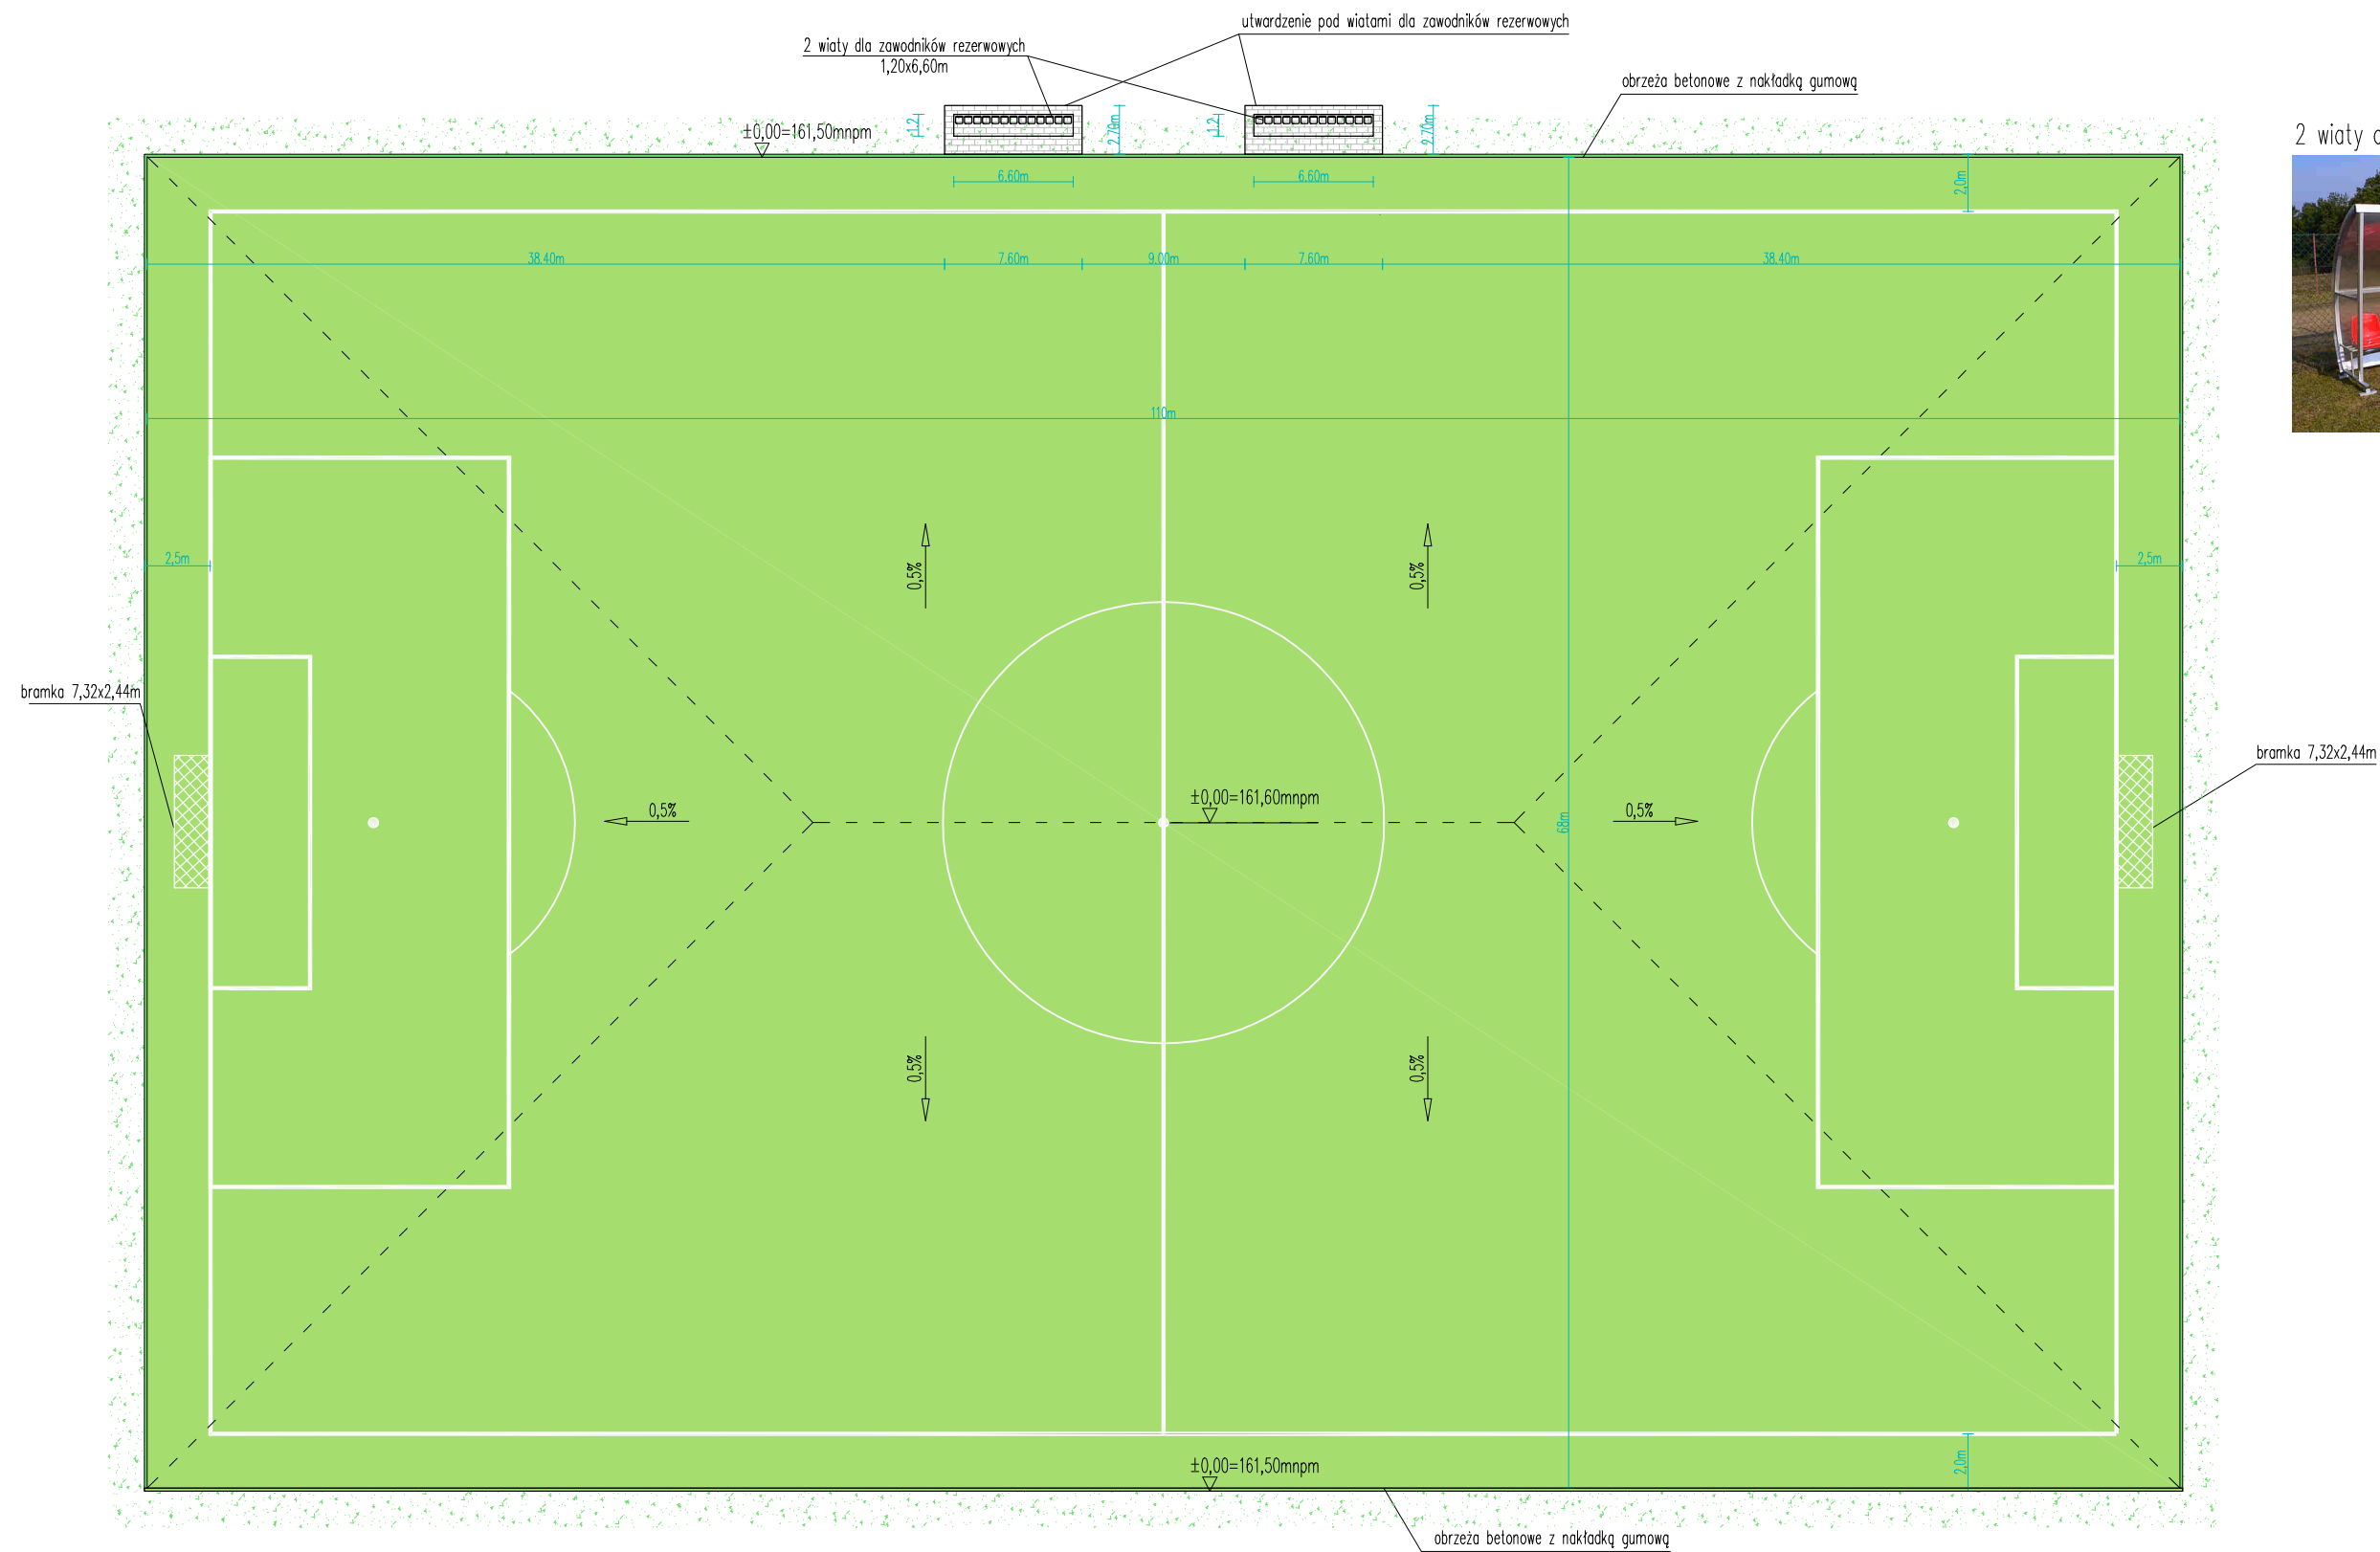 utwardzenie pod wiatami dla zawodników rezerwowych
2 wiaty dla zawodników rezerwowych
1,20x6,60m
obrzeża betonowe z nakładką gumową
±0,00=161,50mnpm
1.2
2.70m
1.2
2.70m
2 wiaty
6.60m
6.60m
2,0m
38.40m
7.60m
9.00m
7.60m
38.40m
110m
2,5m
0,5%
0,5%
2,5m
bramka 7,32x2,44m
bramka 7,32x2,44m
0,5%
±0,00=161,60mnpm
68m
0,5%
0,5%
0,5%
±0,00=161,50mnpm
2,0m
obrzeża betonowe z nakładką gumową